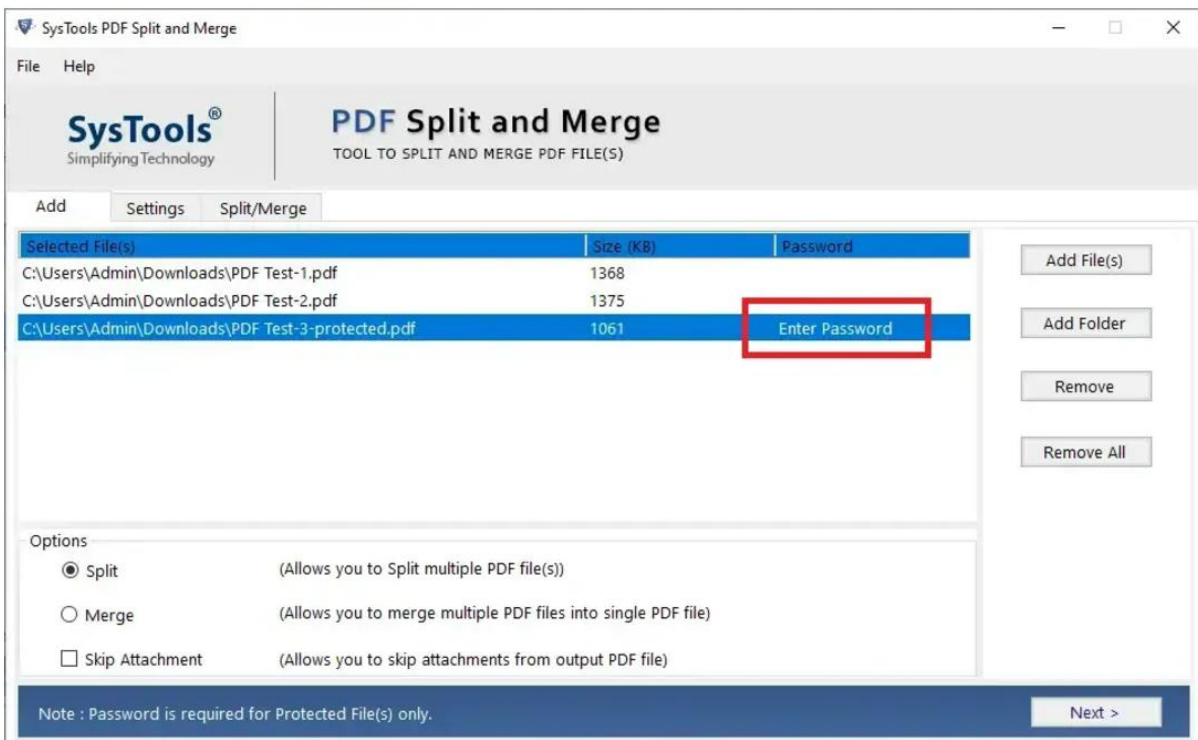 SysTools PDF Split and Merge
File Help
SysTools®
Simplifying Technology
PDF Split and Merge
TOOL TO SPLIT AND MERGE PDF FILE(S)
Add Settings Split/Merge
Selected File(s) Size (KB) Password
C:\Users\Admin\Downloads\PDF Test-1.pdf 1368
C:\Users\Admin\Downloads\PDF Test-2.pdf 1375
C:\Users\Admin\Downloads\PDF Test-3-protected.pdf 1061 Enter Password
Add File(s)
Add Folder
Remove
Remove All
Options
Split (Allows you to Split multiple PDF file(s))
Merge (Allows you to merge multiple PDF files into single PDF file)
Skip Attachment (Allows you to skip attachments from output PDF file)
Note : Password is required for Protected File(s) only.
Next >